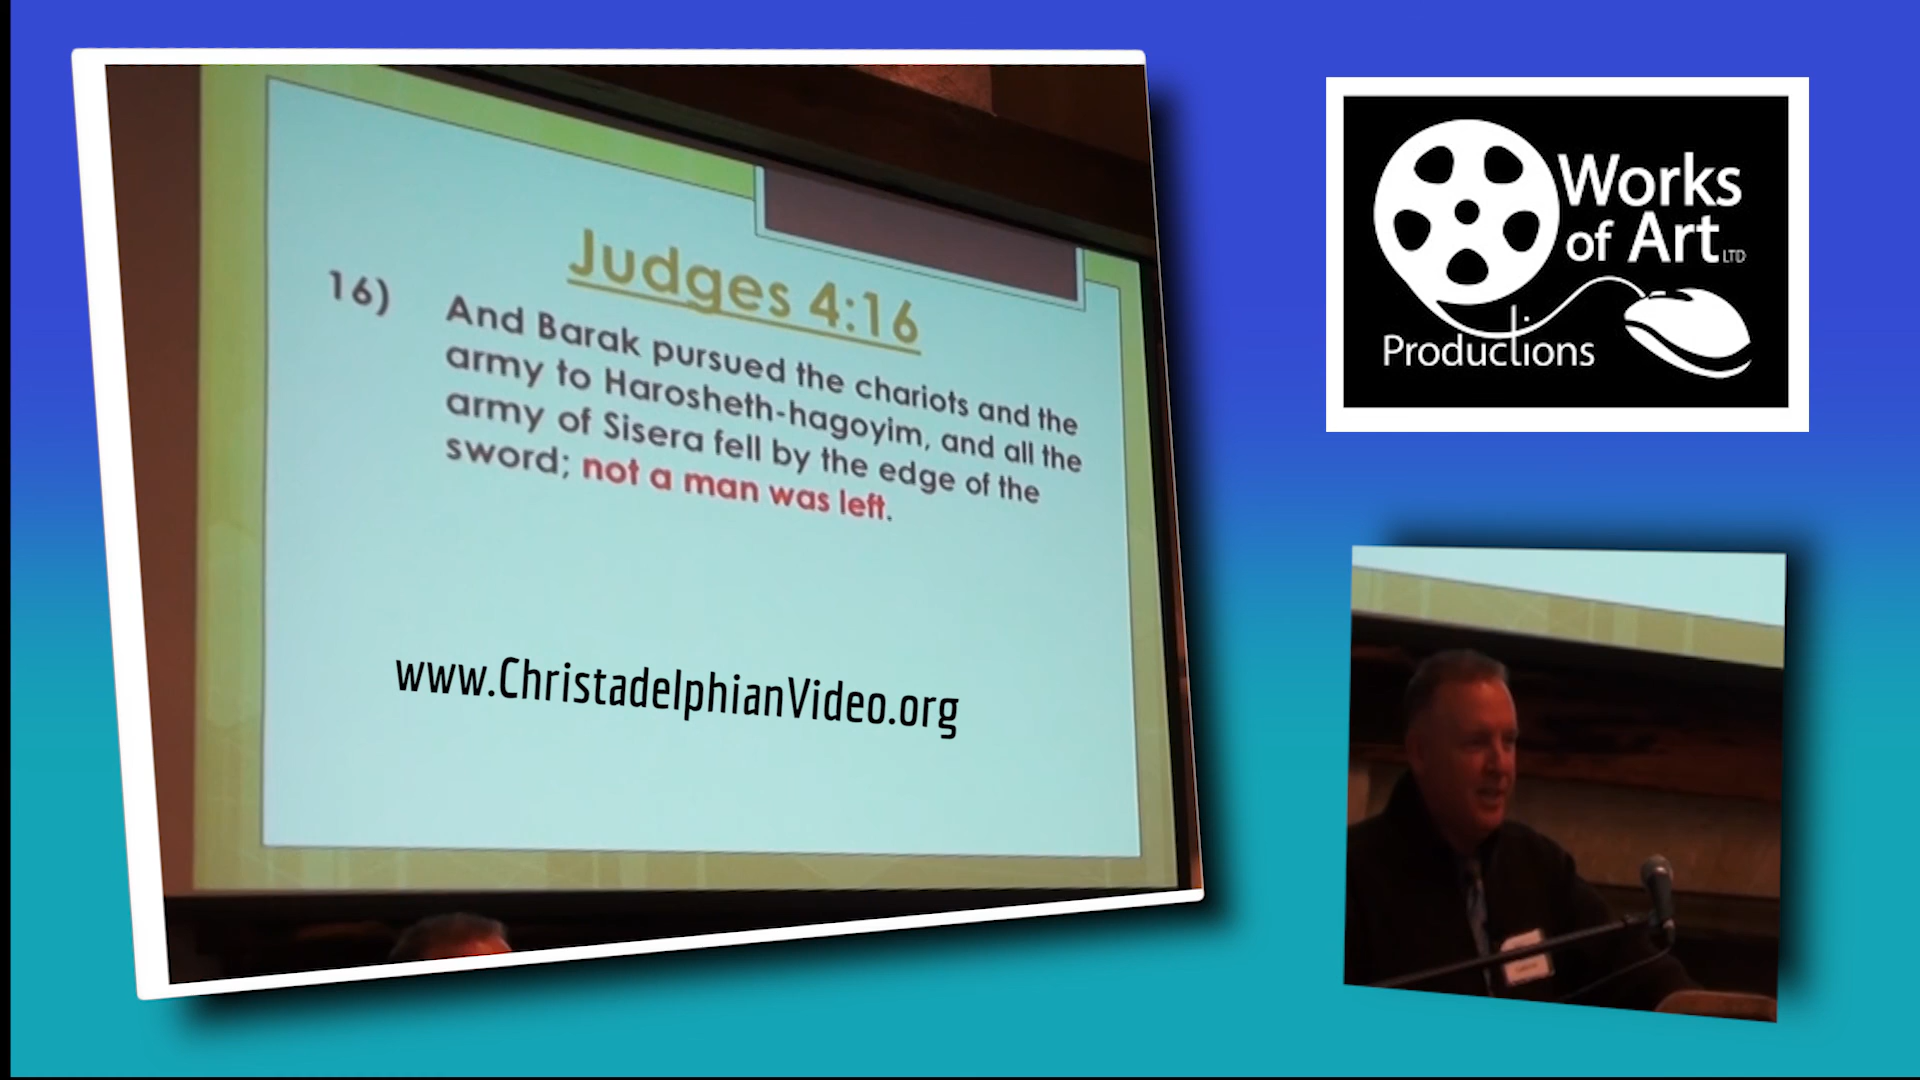 Judges 4:16
16) And Barak pursued the chariots and the
army to Harosheth-hagoyim, and all the
army of Sisera fell by the edge of the
sword; not a man was left.
www.ChristadelphianVideo.org
Works
of Art LTD
Productions